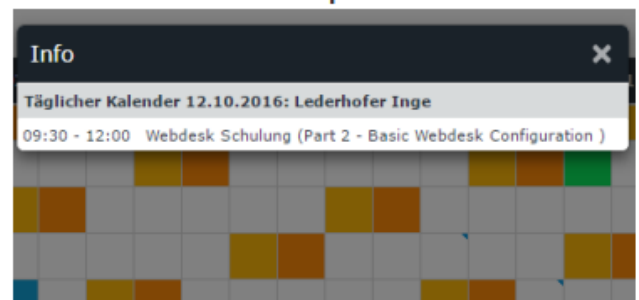 Info
Täglicher Kalender 12.10.2016: Lederhofer Inge
09:30 - 12:00 Webdesk Schulung (Part 2 - Basic Webdesk Configuration )